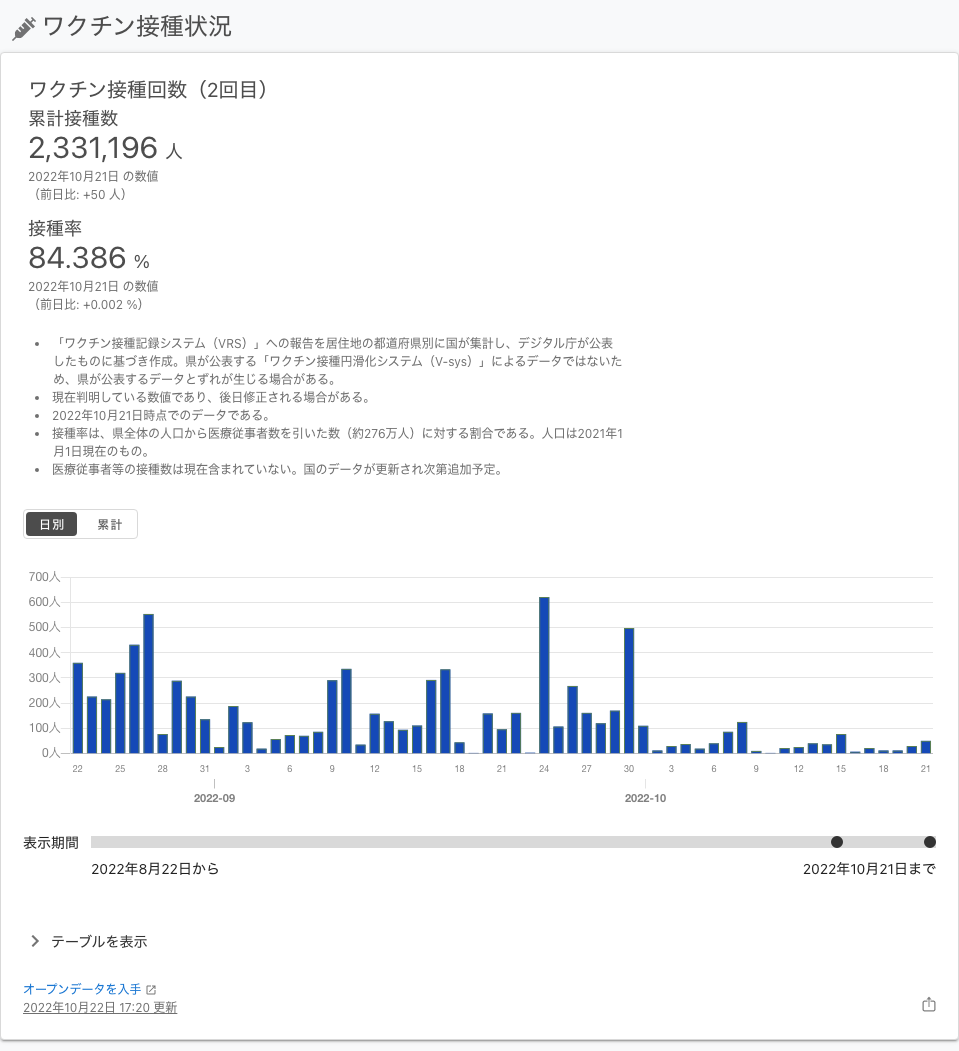 ワクチン接種状況
ワクチン接種回数（2回目）
累計接種数
2,331,196 人
2022年10月21日 の数値
（前日比: +50 人）
接種率
84.386 %
2022年10月21日 の数値
（前日比: +0.002 %）
• 「ワクチン接種記録システム（VRS）」への報告を居住地の都道府県別に国が集計し、デジタル庁が公表
したものに基づき作成。県が公表する「ワクチン接種円滑化システム（V-sys）」によるデータではないた
め、県が公表するデータとずれが生じる場合がある。
• 現在判明している数値であり、後日修正される場合がある。
• 2022年10月21日時点でのデータである。
• 接種率は、県全体の人口から医療従事者数を引いた数（約276万人）に対する割合である。人口は2021年1
月1日現在のもの。
• 医療従事者等の接種数は現在含まれていない。国のデータが更新され次第追加予定。
日別 累計
700人
600人
500人
400人
300人
200人
100人
0人
22 25 28 31 3 6 9 12 15 18 21 24 27 30 3 6 9 12 15 18 21
2022-09 2022-10
表示期間
2022年8月22日から 2022年10月21日まで
テーブルを表示
オープンデータを入手
2022年10月22日 17:20 更新